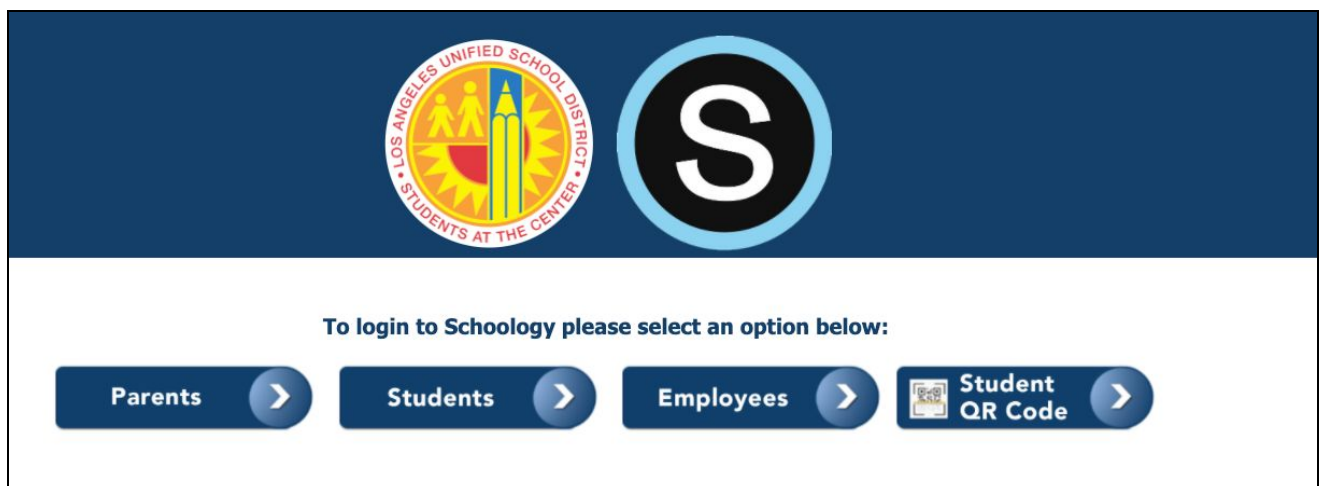 LOS ANGELES UNIFIED SCHOOL DISTRICT • STUDENTS AT THE CENTER •
S
To login to Schoology please select an option below:
Parents
Students
Employees
Student
QR Code